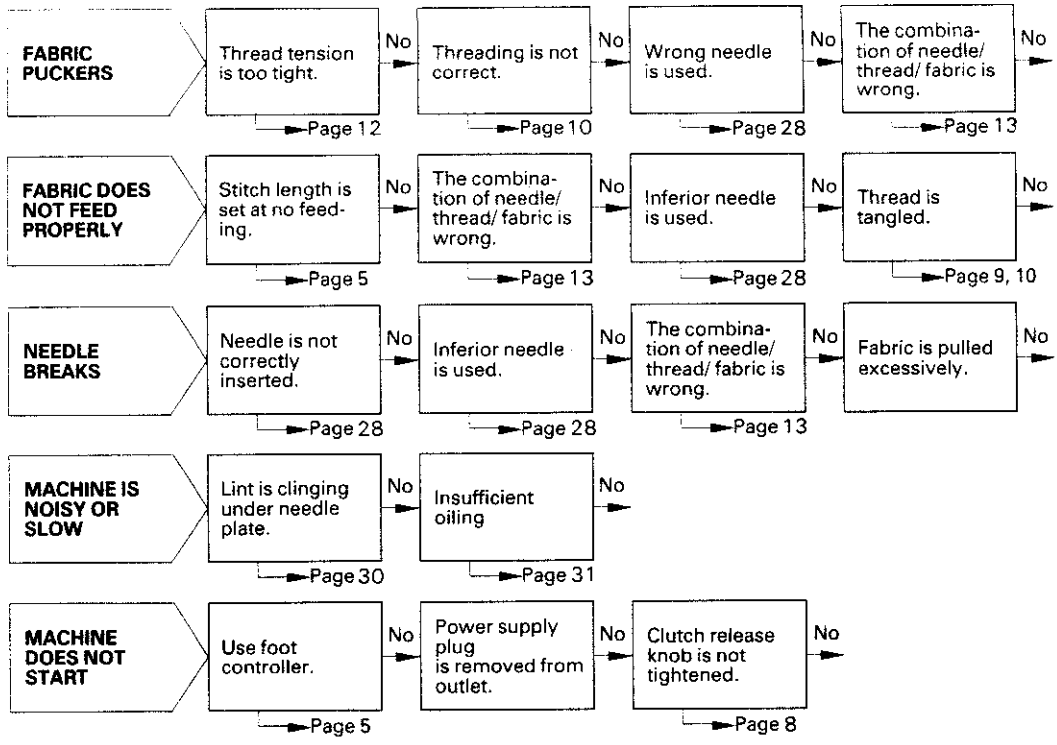 FABRIC
PUCKERS
Thread tension
is too tight.
No
Threading is not
correct.
No
Wrong needle
is used.
No
The combina-
tion of needle/
thread/ fabric is
wrong.
No
Page 12
Page 10
Page 28
Page 13
FABRIC DOES
NOT FEED
PROPERLY
Stitch length is
set at no feed-
ing.
No
The combina-
tion of needle/
thread/ fabric is
wrong.
No
Inferior needle
is used.
No
Thread is
tangled.
No
Page 5
Page 13
Page 28
Page 9, 10
NEEDLE
BREAKS
Needle is not
correctly
inserted.
No
Inferior needle
is used.
No
The combina-
tion of needle/
thread/ fabric is
wrong.
No
Fabric is pulled
excessively.
No
Page 28
Page 28
Page 13
MACHINE IS
NOISY OR
SLOW
Lint is clinging
under needle
plate.
No
Insufficient
oiling
No
Page 30
Page 31
MACHINE
DOES NOT
START
Use foot
controller.
No
Power supply
plug
is removed from
outlet.
No
Clutch release
knob is not
tightened.
No
Page 5
Page 8